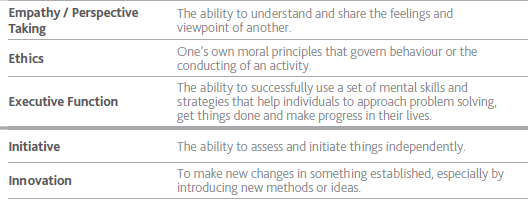 Empathy / Perspective
Taking
The ability to understand and share the feelings and
viewpoint of another.
Ethics
One's own moral principles that govern behaviour or the
conducting of an activity.
Executive Function
The ability to successfully use a set of mental skills and
strategies that help individuals to approach problem solving,
get things done and make progress in their lives.
Initiative
The ability to assess and initiate things independently.
Innovation
To make new changes in something established, especially by
introducing new methods or ideas.